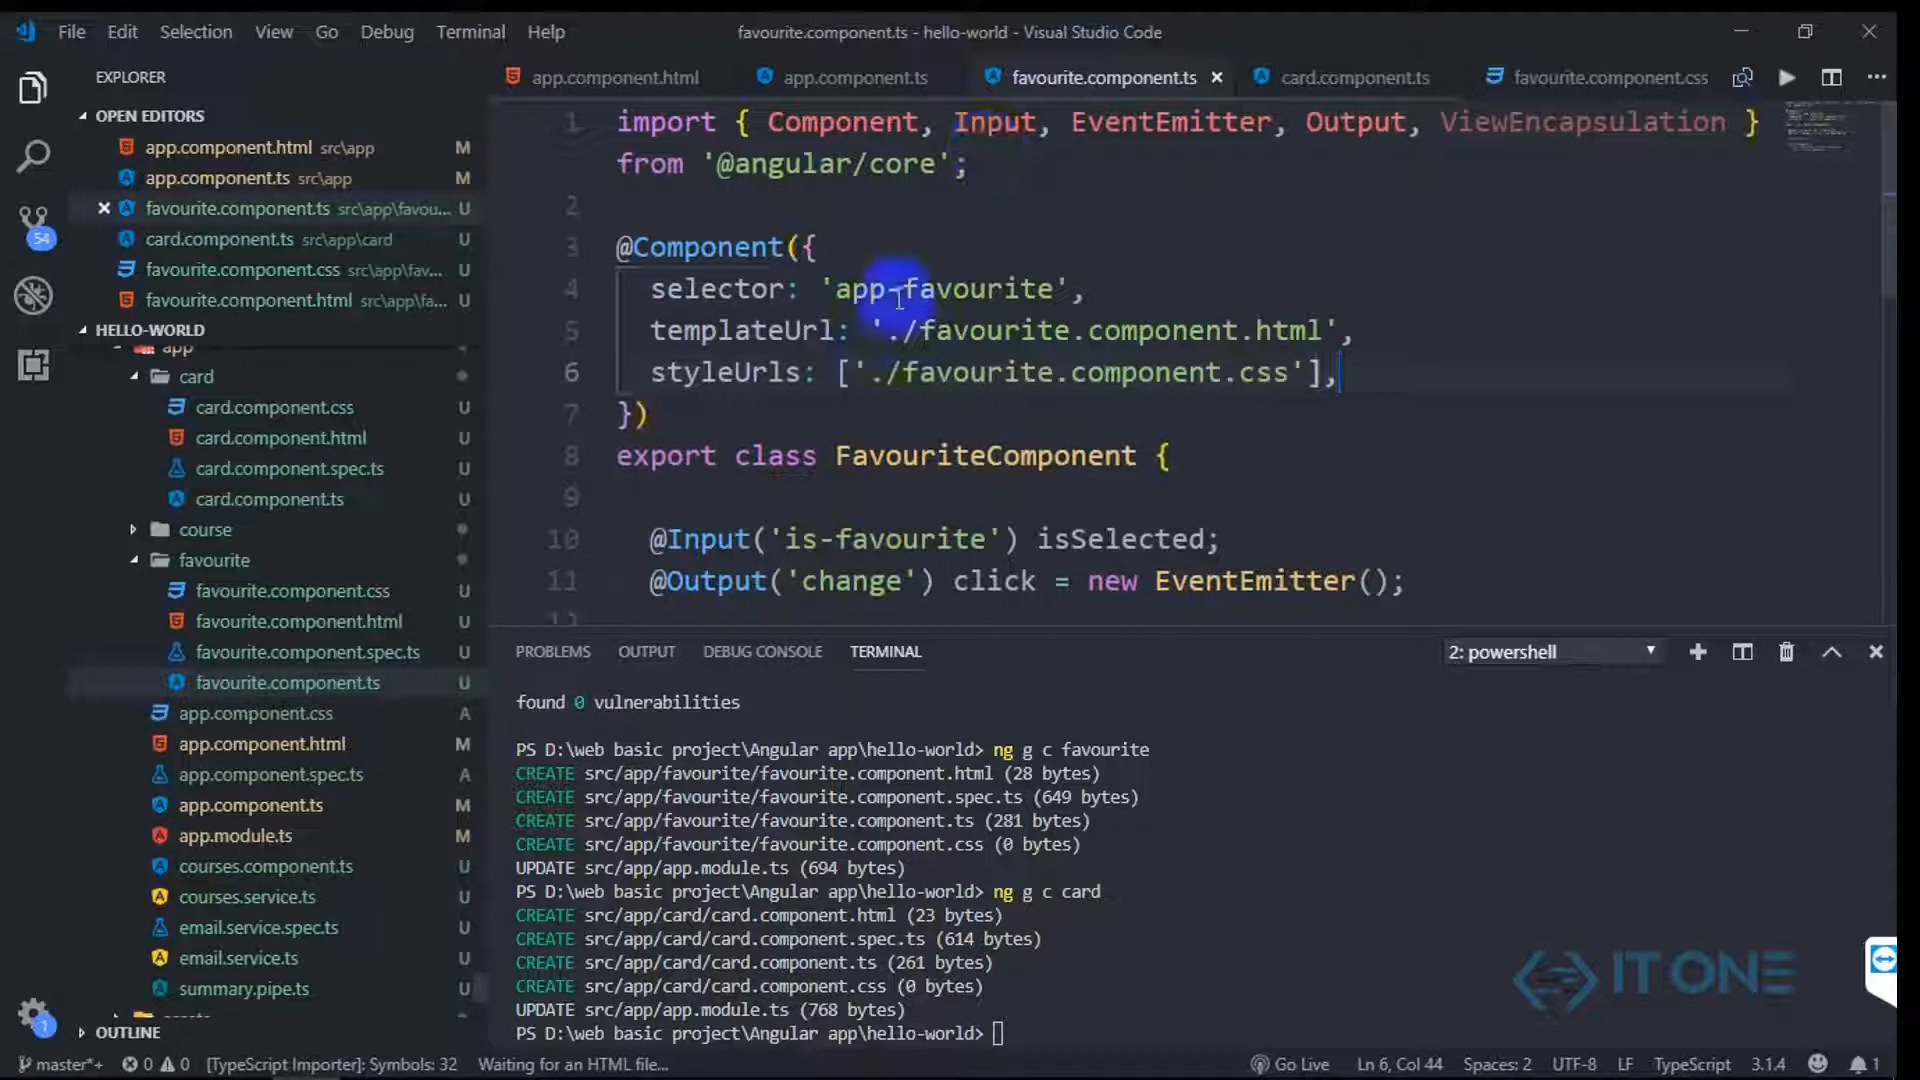 File Edit Selection View Go Debug Terminal Help
favourite.component.ts - hello-world - Visual Studio Code
EXPLORER
OPEN EDITORS
app.component.html src\app M
app.component.ts src\app M
favourite.component.ts src\app\favou... U
card.component.ts src\app\card U
favourite.component.css src\app\fav... U
favourite.component.html src\app\fa... U
HELLO-WORLD
app
card
card.component.css U
card.component.html U
card.component.spec.ts U
card.component.ts U
course
favourite
favourite.component.css U
favourite.component.html U
favourite.component.spec.ts U
favourite.component.ts U
app.component.css A
app.component.html M
app.component.spec.ts A
app.component.ts M
app.module.ts M
courses.component.ts U
courses.service.ts U
email.service.spec.ts U
email.service.ts U
summary.pipe.ts U
OUTLINE
54
1
app.component.html app.component.ts favourite.component.ts card.component.ts favourite.component.css
1 import { Component, Input, EventEmitter, Output, ViewEncapsulation }
from '@angular/core';
2
3 @Component({
4 selector: 'app-favourite',
5 templateUrl: './favourite.component.html',
6 styleUrls: ['./favourite.component.css'],
7 })
8 export class FavouriteComponent {
9
10 @Input('is-favourite') isSelected;
11 @Output('change') click = new EventEmitter();
12
PROBLEMS OUTPUT DEBUG CONSOLE TERMINAL 2: powershell
found 0 vulnerabilities
PS D:\web basic project\Angular app\hello-world> ng g c favourite
CREATE src/app/favourite/favourite.component.html (28 bytes)
CREATE src/app/favourite/favourite.component.spec.ts (649 bytes)
CREATE src/app/favourite/favourite.component.ts (281 bytes)
CREATE src/app/favourite/favourite.component.css (0 bytes)
UPDATE src/app/app.module.ts (694 bytes)
PS D:\web basic project\Angular app\hello-world> ng g c card
CREATE src/app/card/card.component.html (23 bytes)
CREATE src/app/card/card.component.spec.ts (614 bytes)
CREATE src/app/card/card.component.ts (261 bytes)
CREATE src/app/card/card.component.css (0 bytes)
UPDATE src/app/app.module.ts (768 bytes)
PS D:\web basic project\Angular app\hello-world>
IT ONE
master*+ 0 0 [TypeScript Importer]: Symbols: 32 Waiting for an HTML file... Go Live Ln 6, Col 44 Spaces: 2 UTF-8 LF TypeScript 3.1.4 1